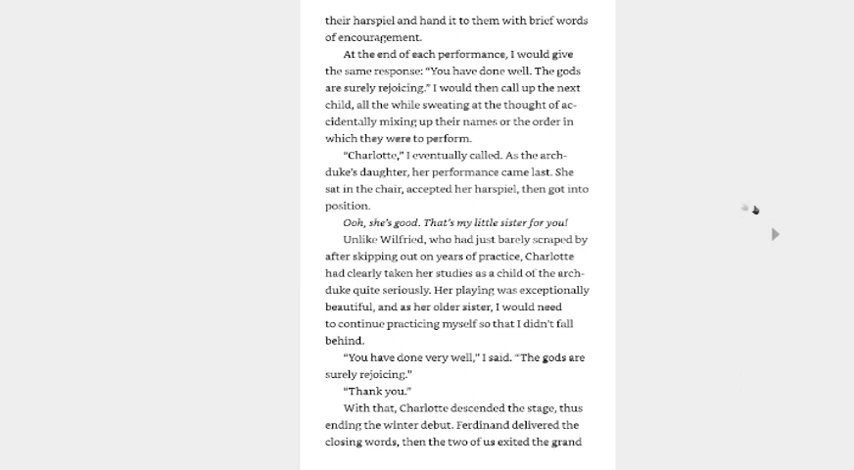 their harspiel and hand it to them with brief words
of encouragement.
At the end of each performance, I would give
the same response: “You have done well. The gods
are surely rejoicing.” I would then call up the next
child, all the while sweating at the thought of ac-
cidentally mixing up their names or the order in
which they were to perform.
“Charlotte,” I eventually called. As the arch-
duke’s daughter, her performance came last. She
sat in the chair, accepted her harspiel, then got into
position.
Ooh, she’s good. That’s my little sister for you!
Unlike Wilfried, who had just barely scraped by
after skipping out on years of practice, Charlotte
had clearly taken her studies as a child of the arch-
duke quite seriously. Her playing was exceptionally
beautiful, and as her older sister, I would need
to continue practicing myself so that I didn’t fall
behind.
“You have done very well,” I said. “The gods are
surely rejoicing.”
“Thank you.”
With that, Charlotte descended the stage, thus
ending the winter debut. Ferdinand delivered the
closing words, then the two of us exited the grand